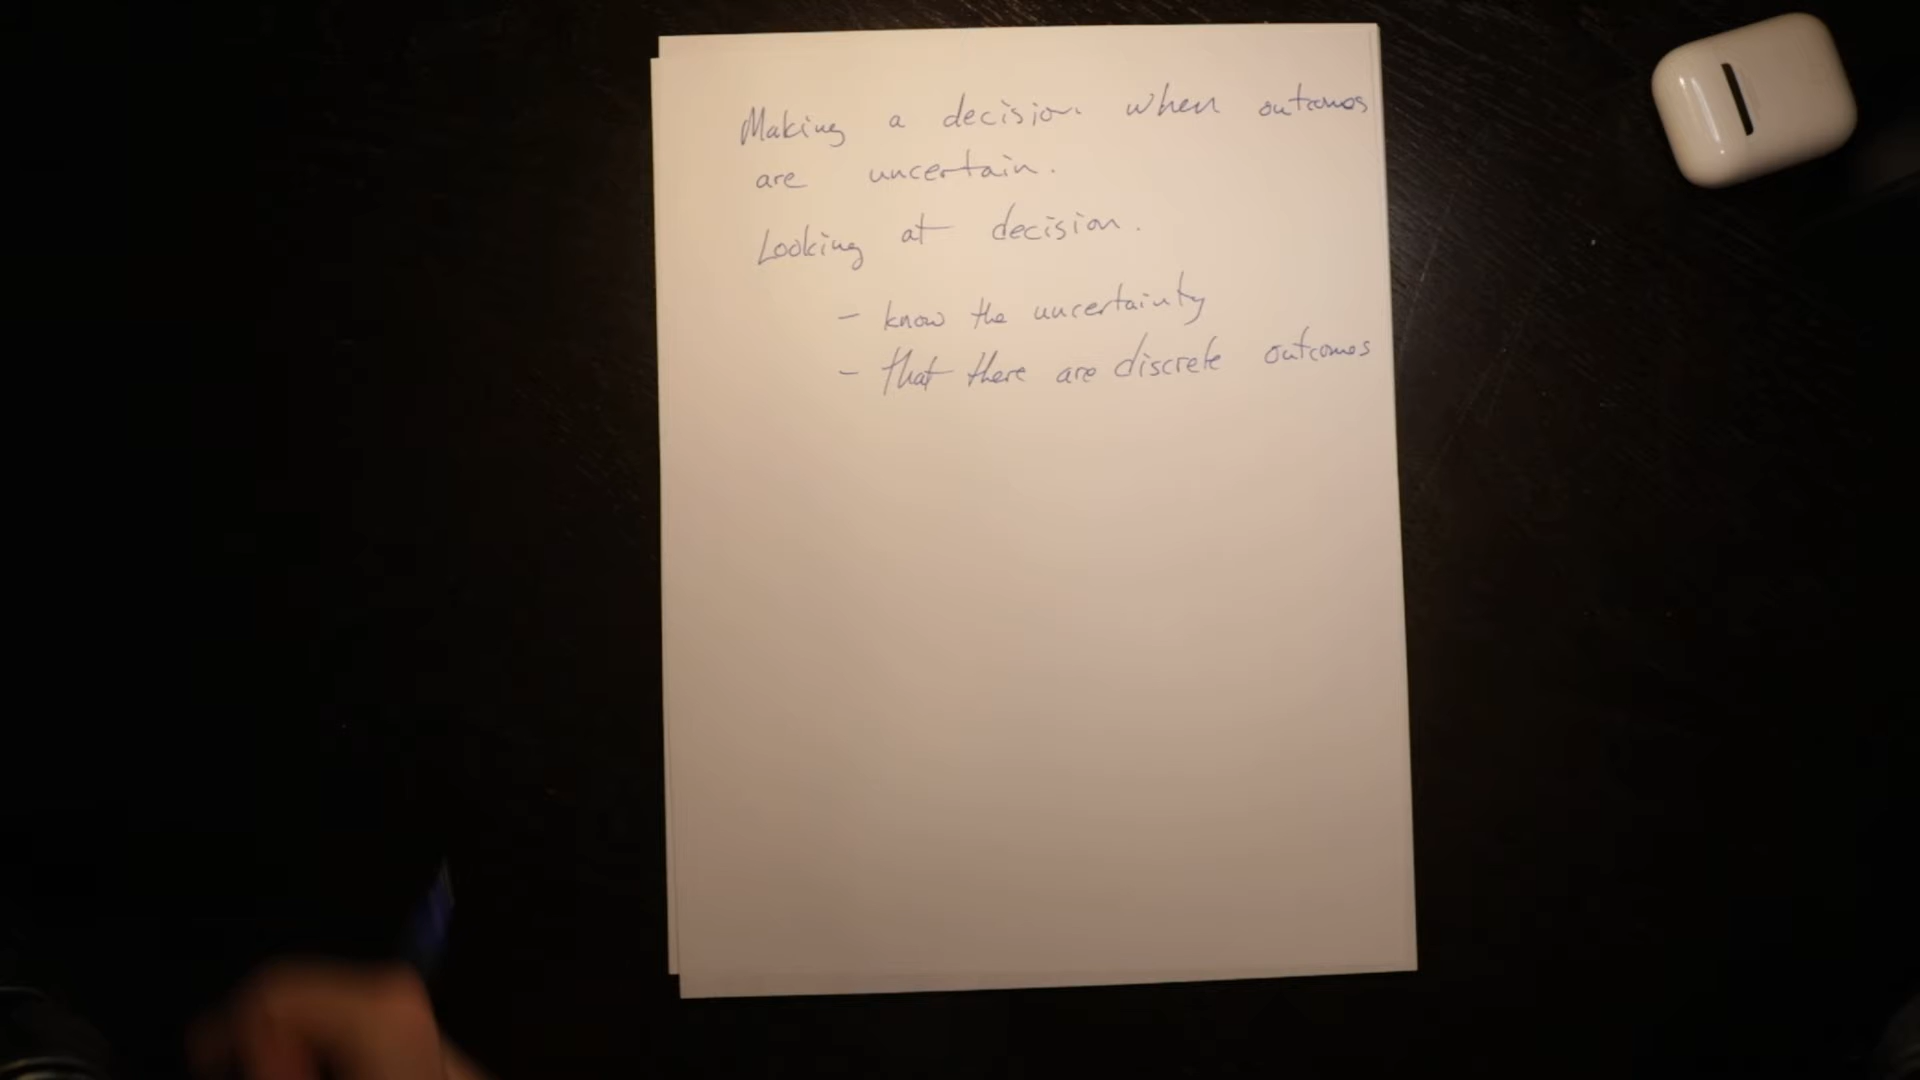 Making a decision when outcomes
are uncertain.
Looking at decision.
- know the uncertainty
- that there are discrete outcomes